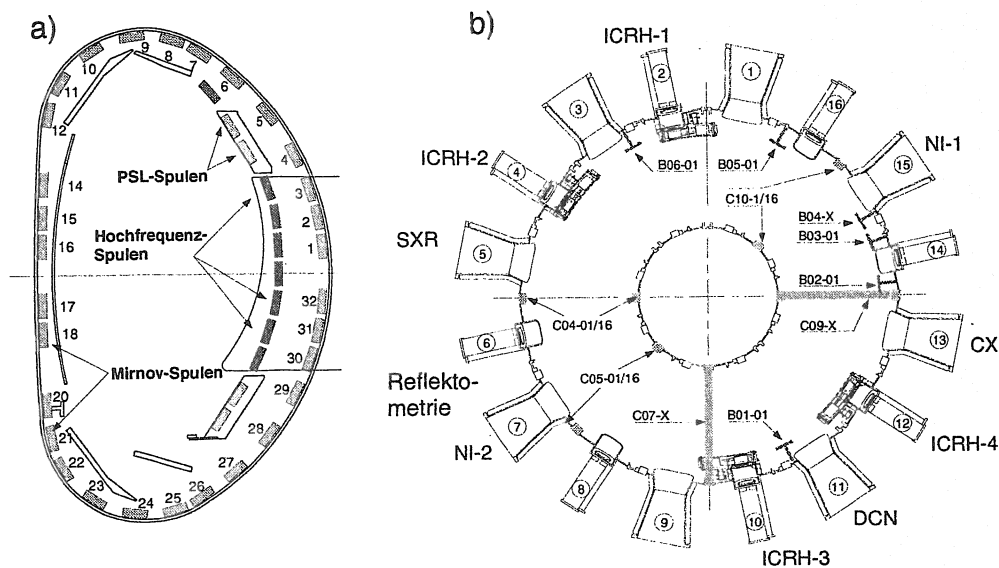 a)
9
8
7
10
6
11
5
12
4
PSL-Spulen
14
3
15
2
16
1
Hochfrequenz-
Spulen
17
32
18
31
30
Mirnov-Spulen
20
29
21
28
22
27
23
26
24
25
b)
ICRH-1
2
1
3
16
ICRH-2
4
B06-01
B05-01
NI-1
15
C10-1/16
B04-X
B03-01
14
SXR
5
B02-01
C04-01/16
C09-X
6
13
CX
Reflekto-
metrie
C05-01/16
7
C07-X
B01-01
12
ICRH-4
NI-2
8
9
10
11
DCN
ICRH-3